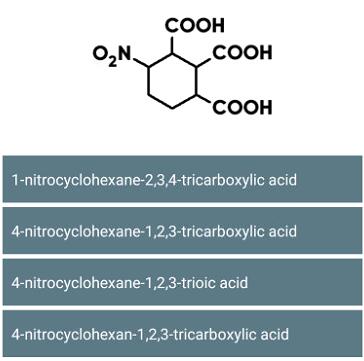 COOH
O₂N COOH
COOH
1-nitrocyclohexane-2,3,4-tricarboxylic acid
4-nitrocyclohexane-1,2,3-tricarboxylic acid
4-nitrocyclohexane-1,2,3-trioic acid
4-nitrocyclohexan-1,2,3-tricarboxylic acid